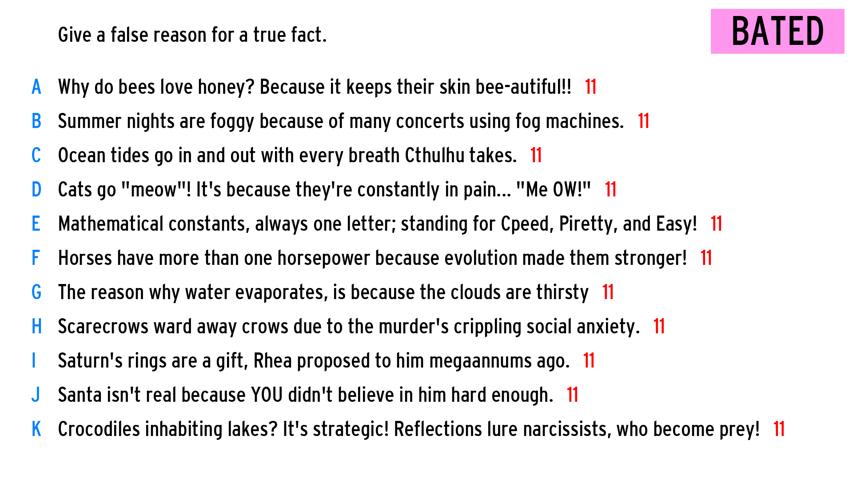 Give a false reason for a true fact.
BATED
A Why do bees love honey? Because it keeps their skin bee-autiful!! 11
B Summer nights are foggy because of many concerts using fog machines. 11
C Ocean tides go in and out with every breath Cthulhu takes. 11
D Cats go "meow"! It's because they're constantly in pain... "Me OW!" 11
E Mathematical constants, always one letter; standing for Cpeed, Piretty, and Easy! 11
F Horses have more than one horsepower because evolution made them stronger! 11
G The reason why water evaporates, is because the clouds are thirsty 11
H Scarecrows ward away crows due to the murder's crippling social anxiety. 11
I Saturn's rings are a gift, Rhea proposed to him megaannums ago. 11
J Santa isn't real because YOU didn't believe in him hard enough. 11
K Crocodiles inhabiting lakes? It's strategic! Reflections lure narcissists, who become prey! 11